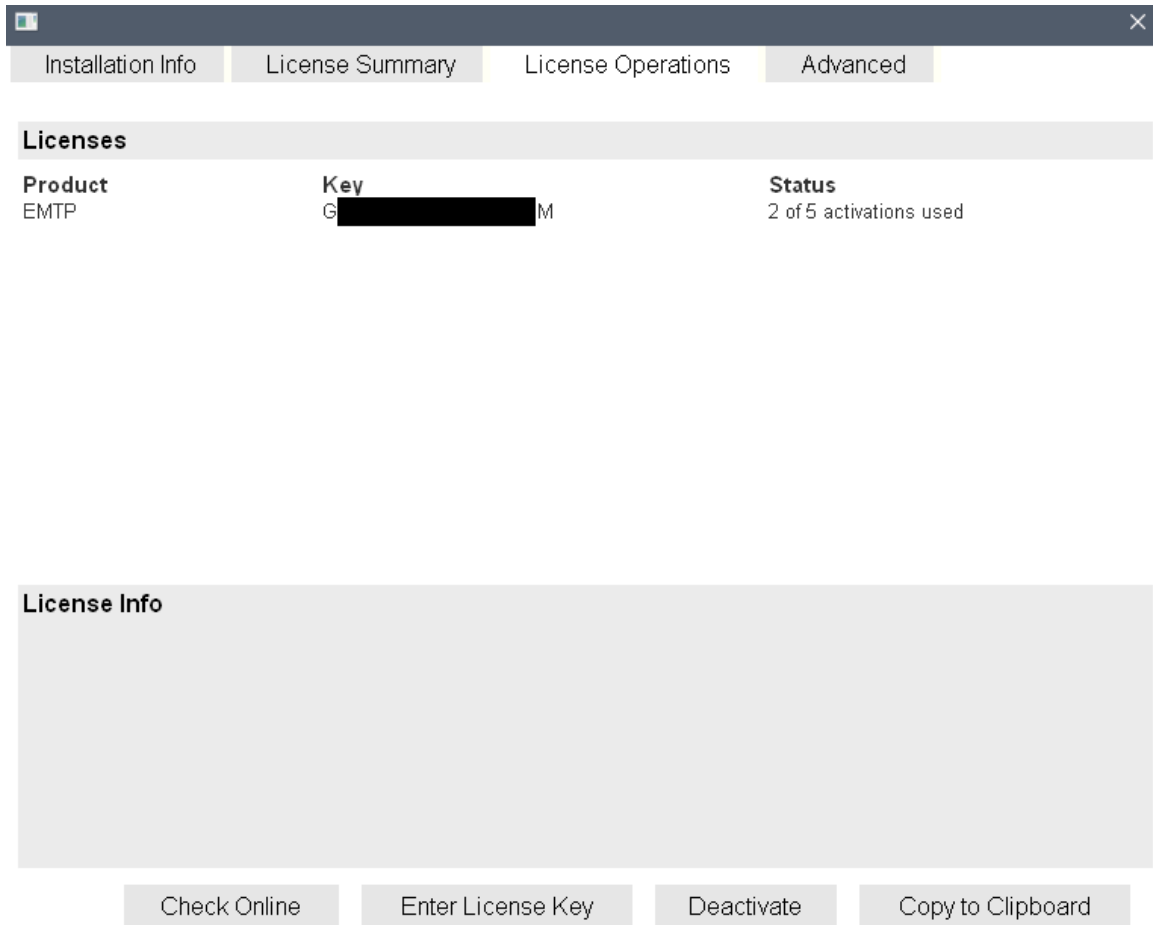 Installation Info License Summary License Operations Advanced
Licenses
Product Key Status
EMTP G M 2 of 5 activations used
License Info
Check Online Enter License Key Deactivate Copy to Clipboard